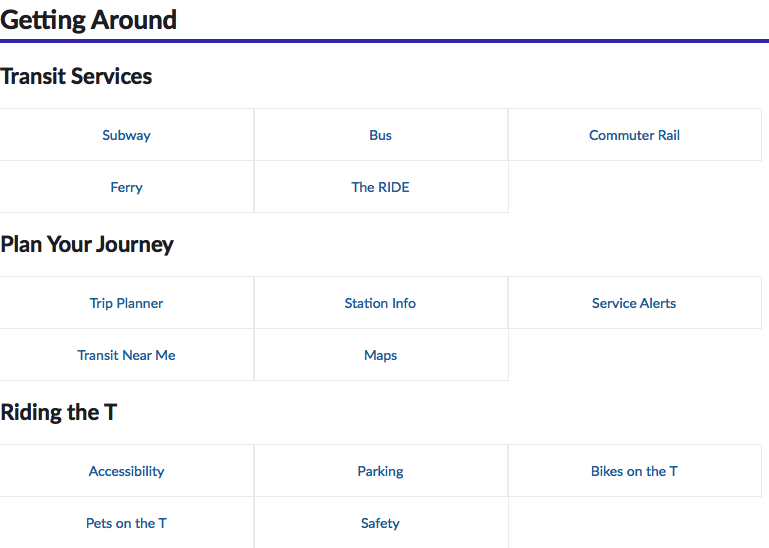 Getting Around
Transit Services
Subway
Bus
Commuter Rail
Ferry
The RIDE
Plan Your Journey
Trip Planner
Station Info
Service Alerts
Transit Near Me
Maps
Riding the T
Accessibility
Parking
Bikes on the T
Pets on the T
Safety